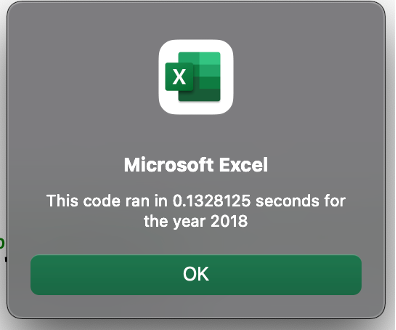 X
Microsoft Excel
This code ran in 0.1328125 seconds for
the year 2018
OK